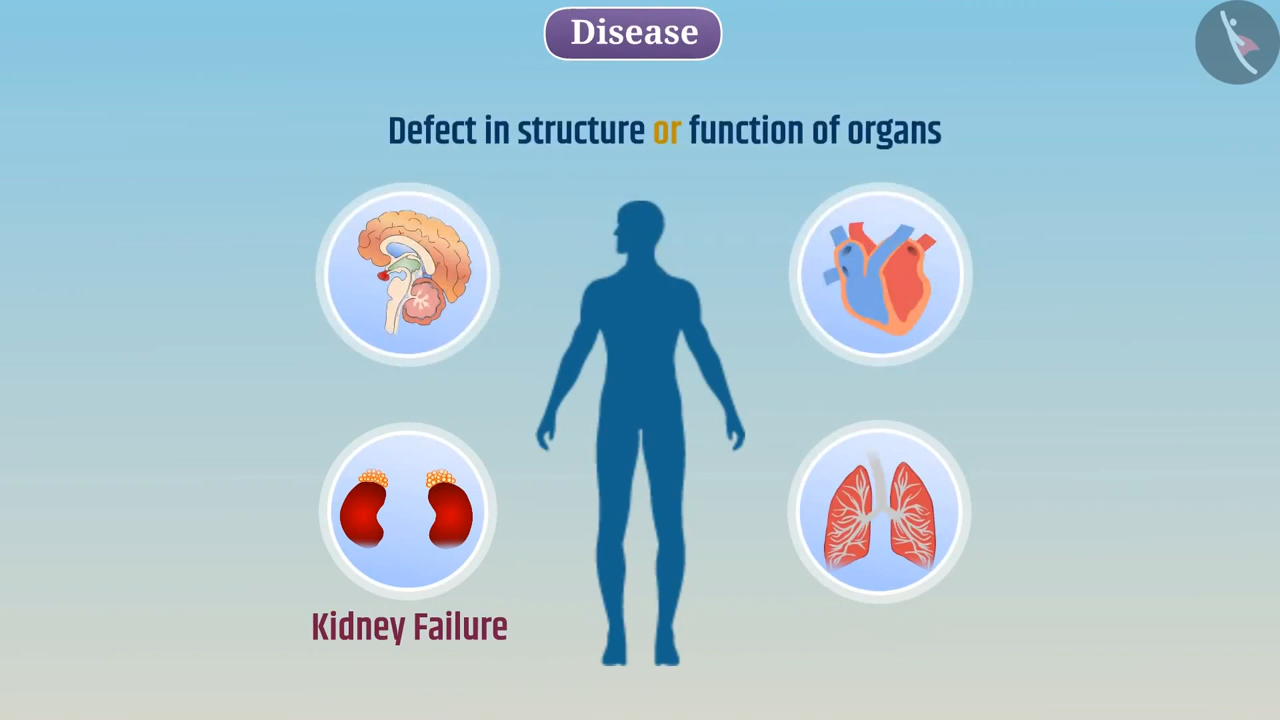 Disease
Defect in structure or function of organs
Kidney Failure